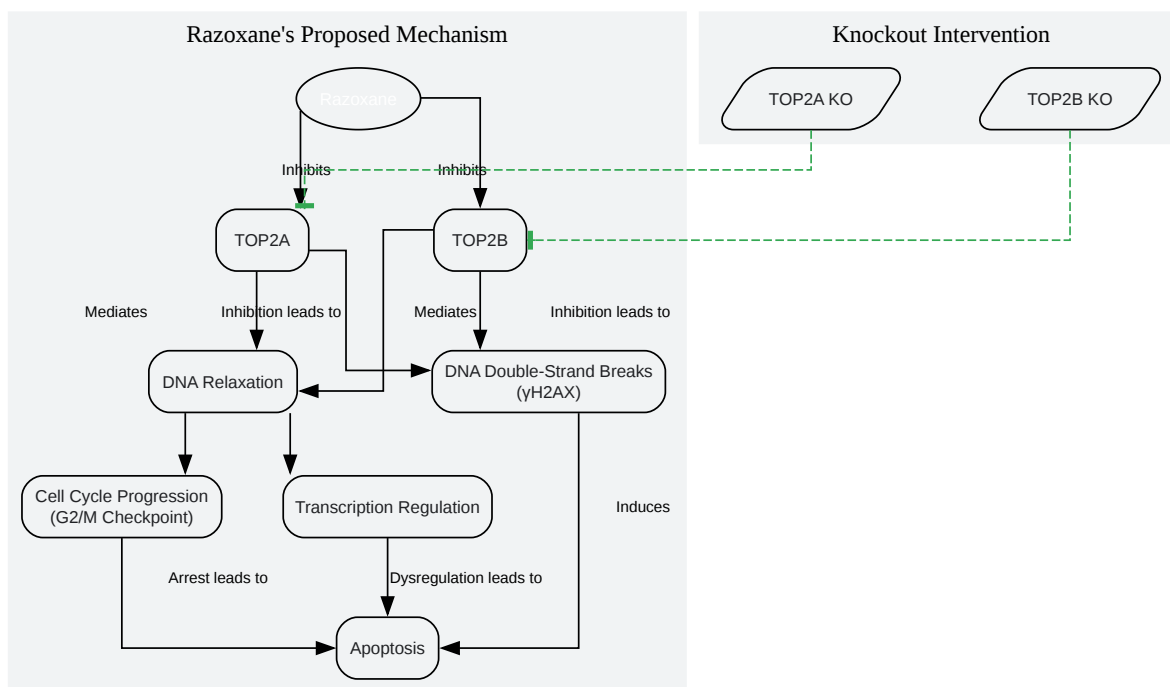 Razoxane's Proposed Mechanism
Knockout Intervention
Razoxane
TOP2A KO
TOP2B KO
Inhibits
Inhibits
TOP2A
TOP2B
Mediates
Inhibition leads to
Mediates
Inhibition leads to
DNA Relaxation
DNA Double-Strand Breaks
(γH2AX)
Cell Cycle Progression
(G2/M Checkpoint)
Transcription Regulation
Induces
Arrest leads to
Dysregulation leads to
Apoptosis